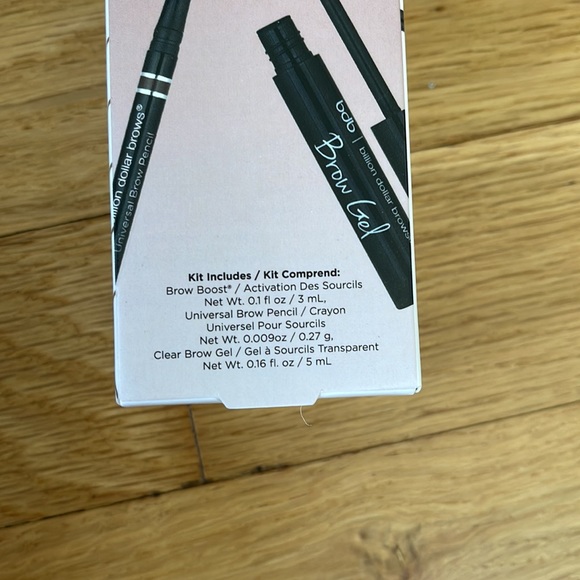 billion dollar brows®
Universal Brow Pencil
bdb | billion dollar brows
Brow Gel
Kit Includes / Kit Comprend:
Brow Boost® / Activation Des Sourcils
Net Wt. 0.1 fl oz / 3 mL,
Universal Brow Pencil / Crayon
Universel Pour Sourcils
Net Wt. 0.009oz / 0.27 g,
Clear Brow Gel / Gel à Sourcils Transparent
Net Wt. 0.16 fl. oz / 5 mL